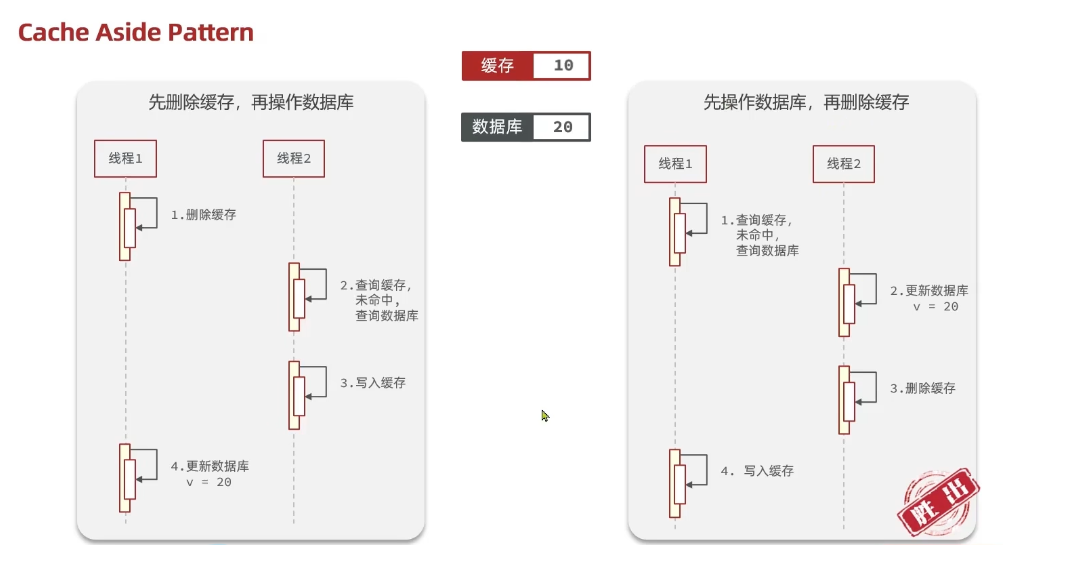 Cache Aside Pattern
缓存 10
数据库 20
先删除缓存，再操作数据库
线程1
线程2
1.删除缓存
2.查询缓存，
未命中，
查询数据库
3.写入缓存
4.更新数据库
v = 20
先操作数据库，再删除缓存
线程1
线程2
1.查询缓存，
未命中，
查询数据库
2.更新数据库
v = 20
3.删除缓存
4. 写入缓存
胜出